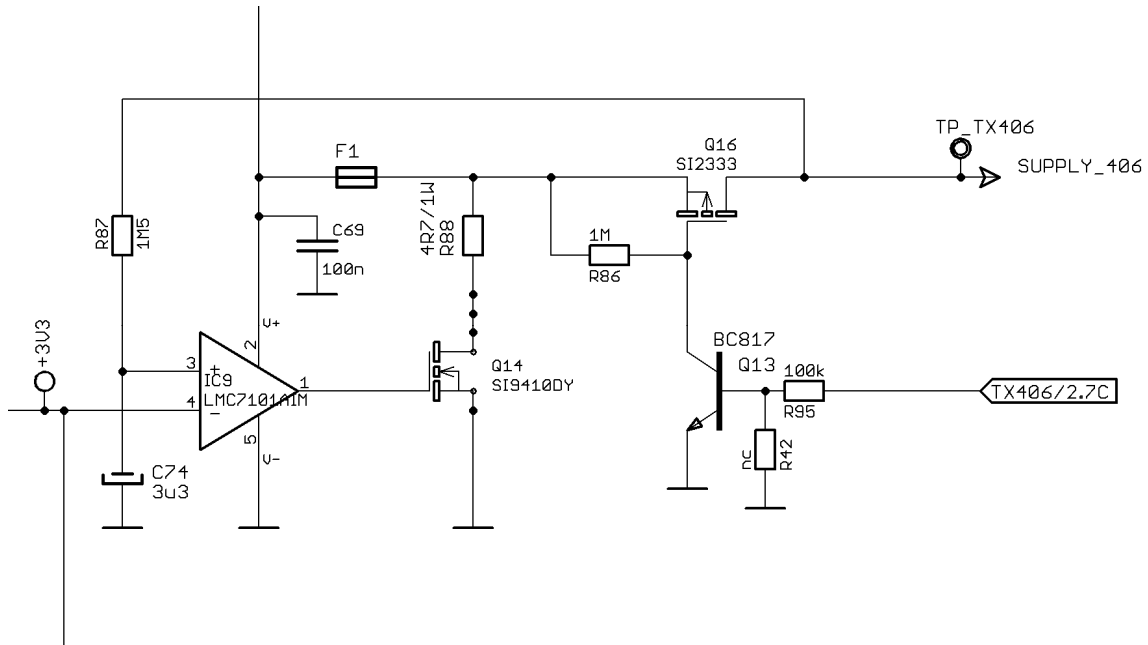 TP_TX406
SUPPLY_406
Q16
SI2333
F1
R87
1M5
4R7/1M
R88
C69
100n
1M
R86
+3V3
V+
2
3
+
IC9
LMC7101AIM
1
4
-
5
V-
Q14
SI9410DY
BC817
Q13
100k
R95
TX406/2.7C
nc
R42
C74
3u3